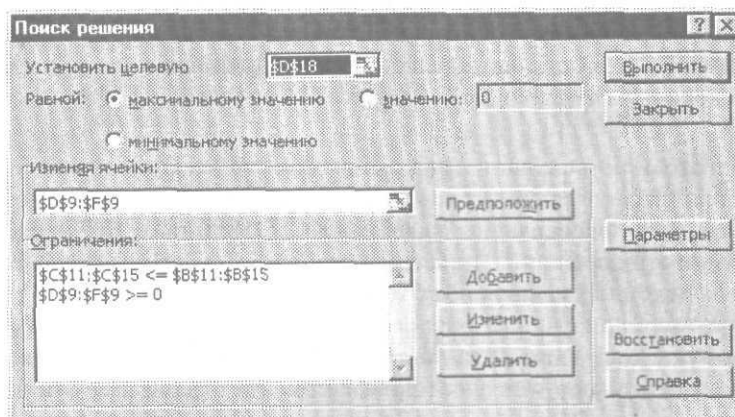 Поиск решения
Установить целевую $D$18 Выполнить
Равной: максимальному значению значению: 0 Закрыть
минимальному значению
Изменяя ячейки:
$D$9:$F$9 Предположить
Параметры
Ограничения:
$C$11:$C$15 <= $B$11:$B$15
$D$9:$F$9 >= 0
Добавить
Изменить
Удалить
Восстановить
Справка